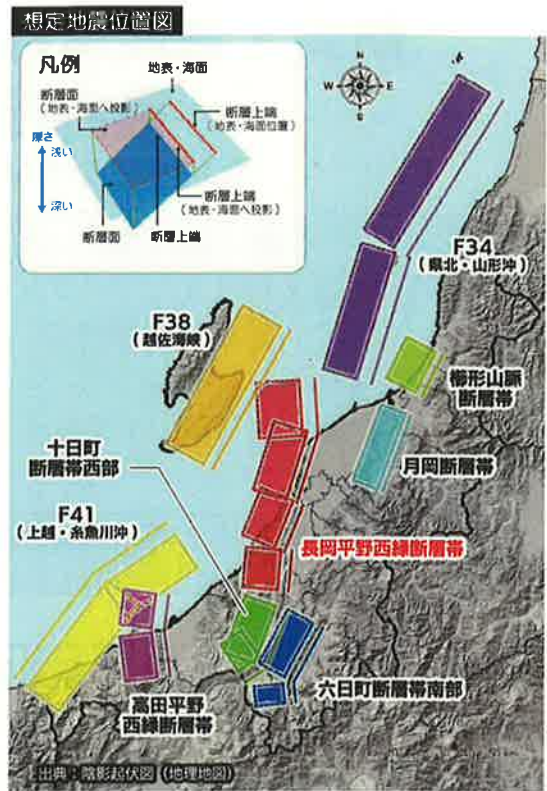 想定地震位置図
凡例
地表・海面
断層面
(地表・海面へ投影)
断層上端
(地表・海面位置)
厚さ
浅い
深い
断層上端
(地表・海面へ投影)
断層面
断層上端
N
W
E
S
F34
(県北・山形沖)
F38
(越佐海峡)
櫛形山脈
断層帯
月岡断層帯
十日町
断層帯西部
F41
(上越・糸魚川沖)
長岡平野西縁断層帯
六日町断層帯南部
高田平野
西縁断層帯
出典:陰影起伏図(地理地図)